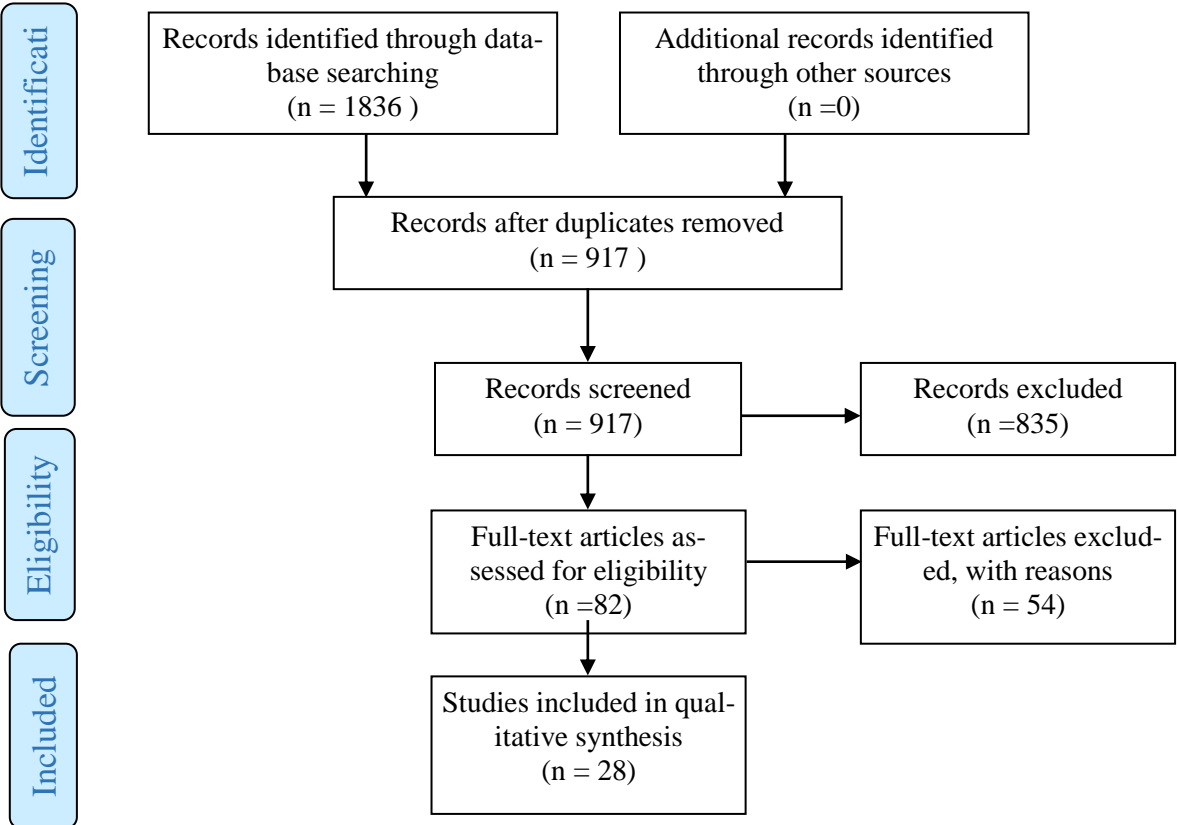 Identificati
Records identified through data-
base searching
(n = 1836 )
Additional records identified
through other sources
(n =0)
Screening
Records after duplicates removed
(n = 917 )
Records screened
(n = 917)
Records excluded
(n =835)
Eligibility
Full-text articles as-
sessed for eligibility
(n =82)
Full-text articles exclud-
ed, with reasons
(n = 54)
Included
Studies included in qual-
itative synthesis
(n = 28)